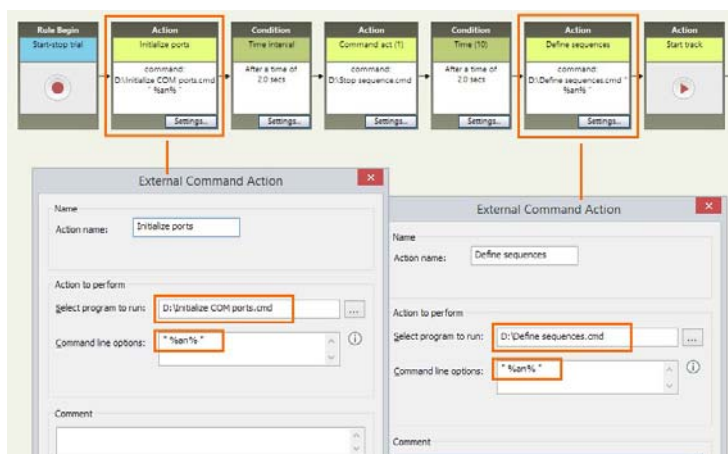 Rule Begin
Start-stop trial
Action
Initialize ports
command:
D:\Initialize COM ports.cmd
" %an% "
Settings...
Condition
Time interval
After a time of
2.0 secs
Settings...
Action
Command act (1)
command:
D:\Stop sequence.cmd
Settings...
Condition
Time (10)
After a time of
2.0 secs
Settings...
Action
Define sequences
command:
D:\Define sequences.cmd "
%an% "
Settings...
Action
Start track
External Command Action
Name
Action name: Initialize ports
Action to perform
Select program to run: D:\Initialize COM ports.cmd ...
Command line options: " %an% "
Comment
External Command Action
Name
Action name: Define sequences
Action to perform
Select program to run: D:\Define sequences.cmd ...
Command line options: " %an% "
Comment